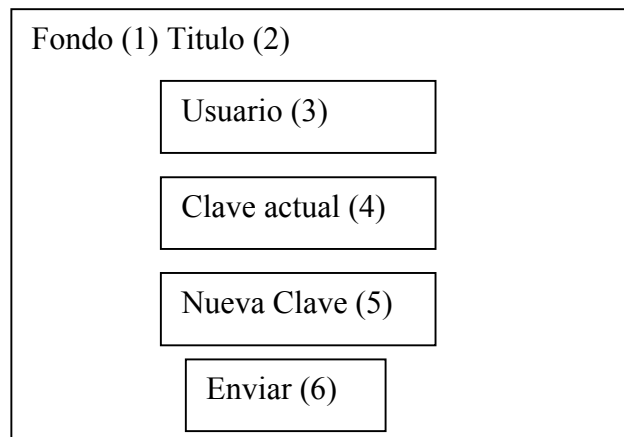 Fondo (1) Titulo (2)
Usuario (3)
Clave actual (4)
Nueva Clave (5)
Enviar (6)